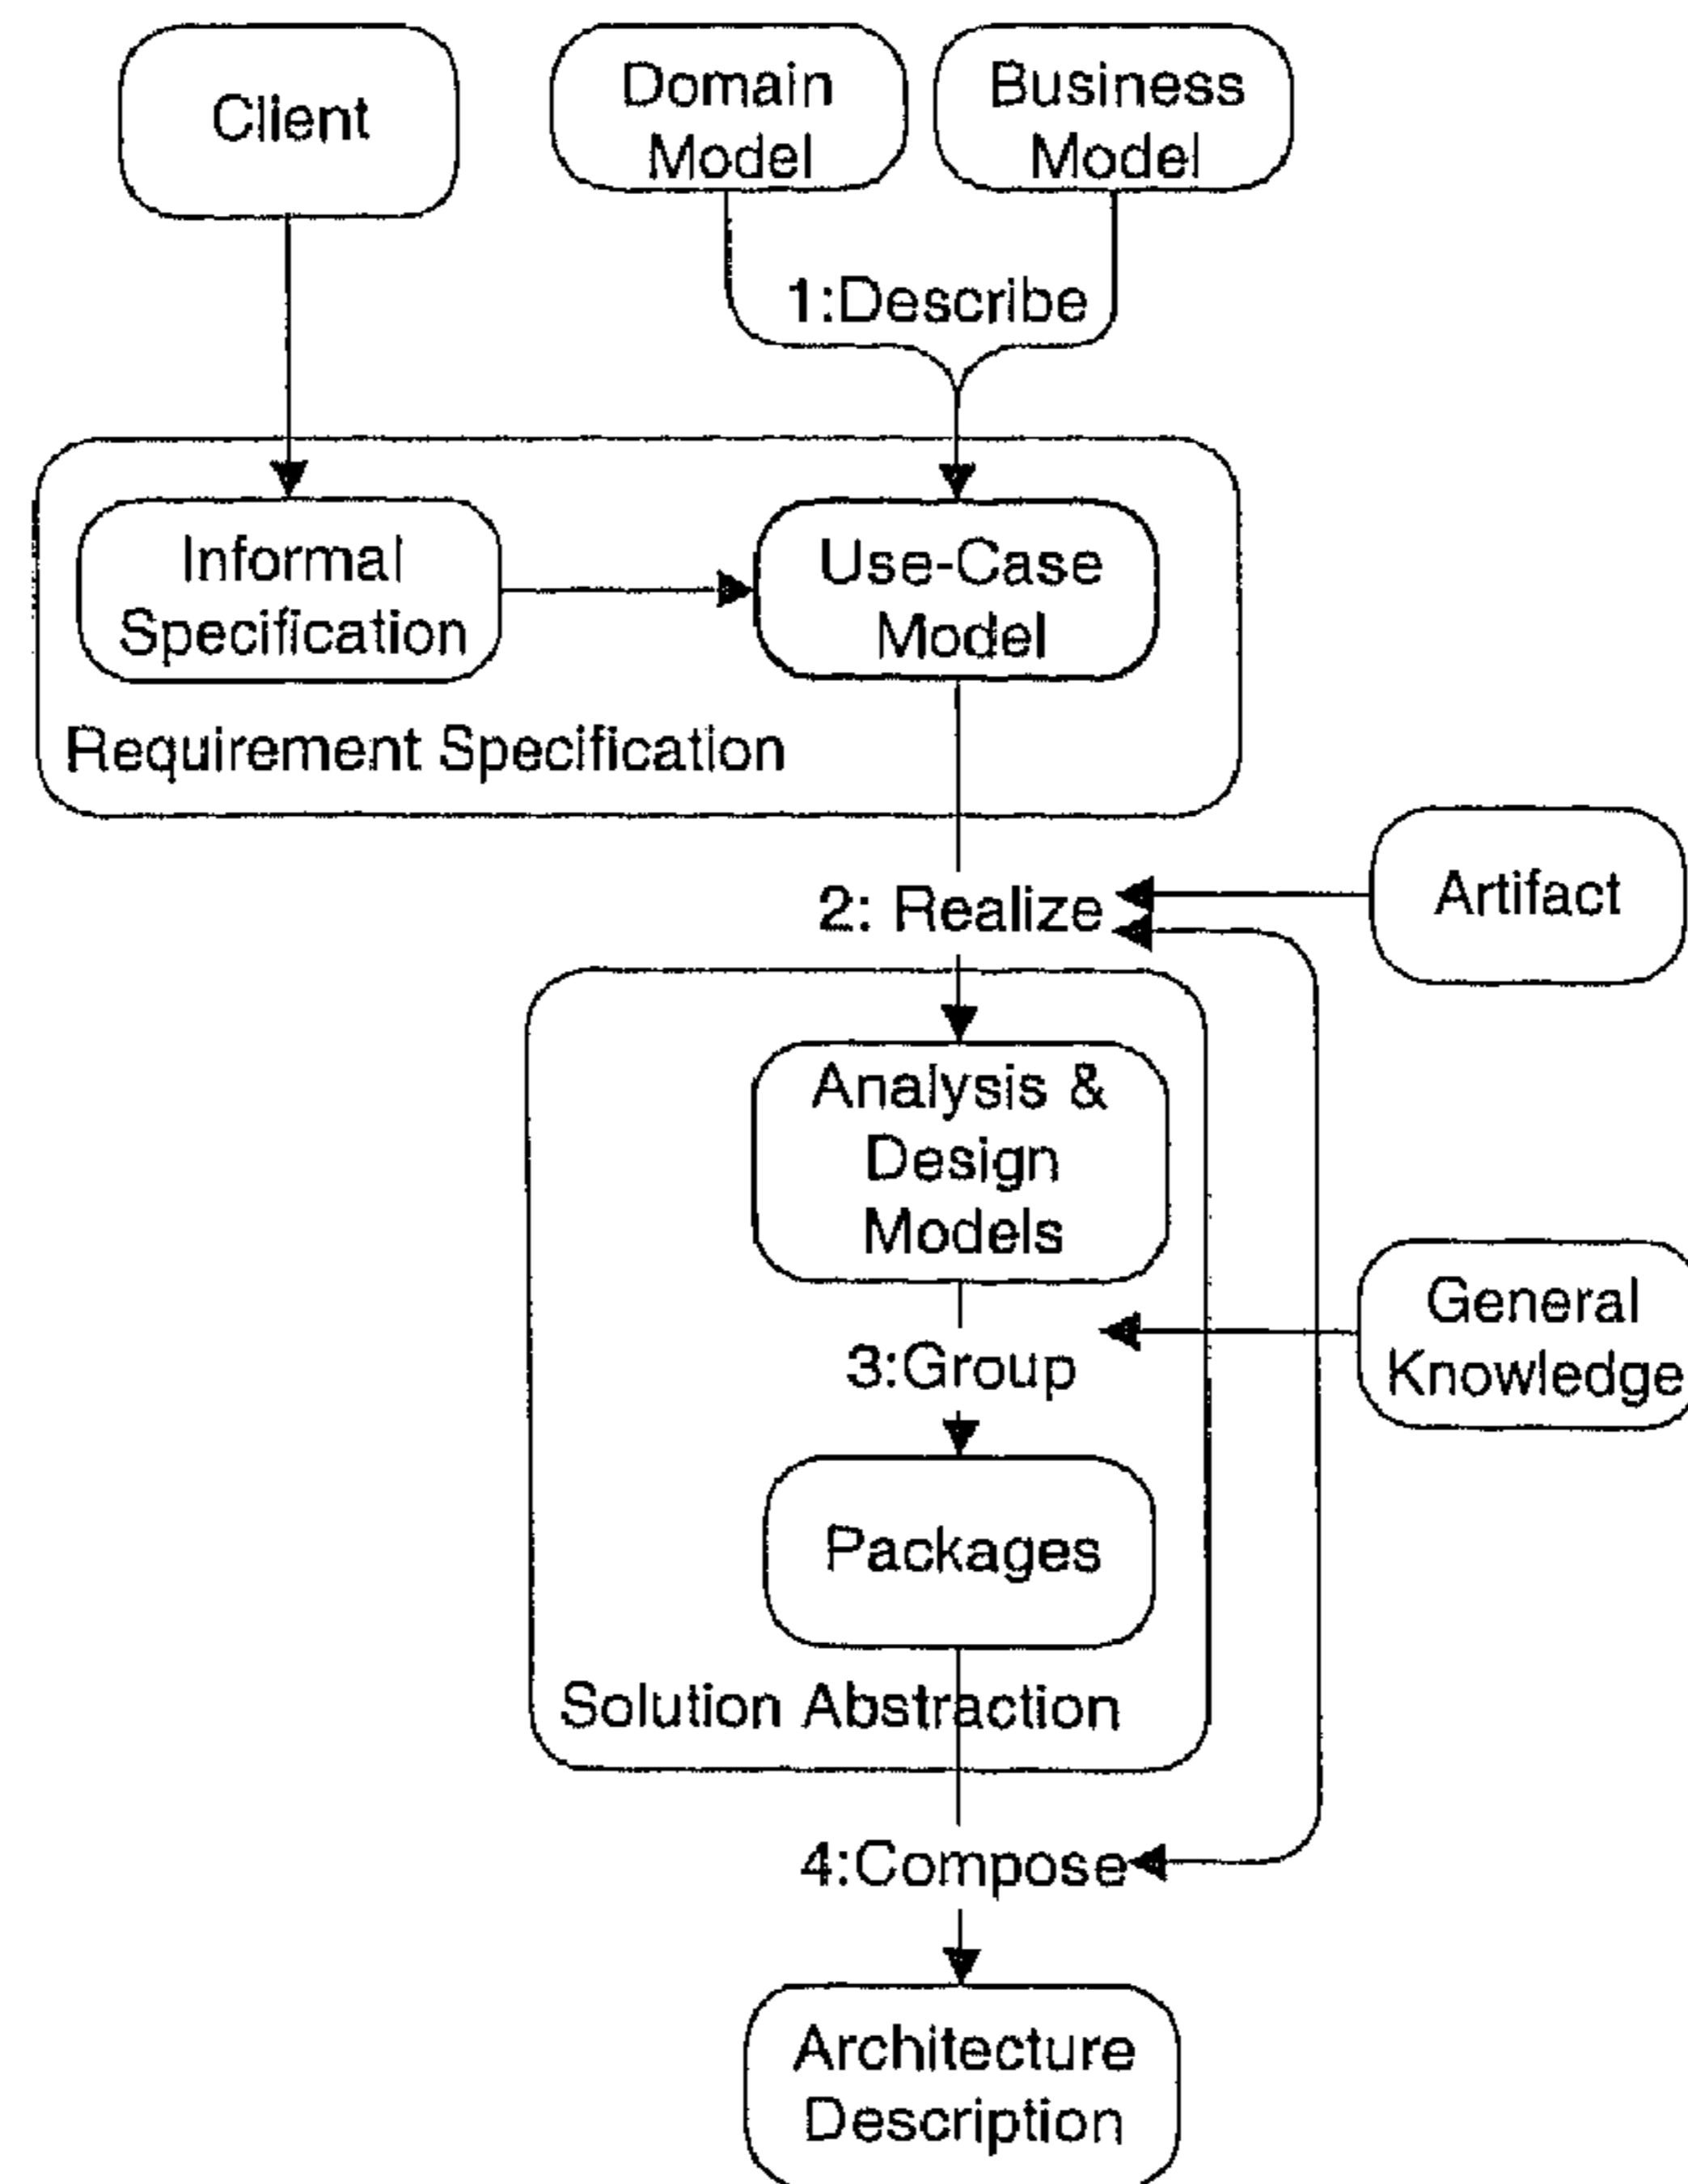 Client
Domain
Model
Business
Model
1:Describe
Informal
Specification
Use-Case
Model
Requirement Specification
2: Realize
Artifact
Analysis &
Design
Models
General
Knowledge
3:Group
Packages
Solution Abstraction
4:Compose
Architecture
Description